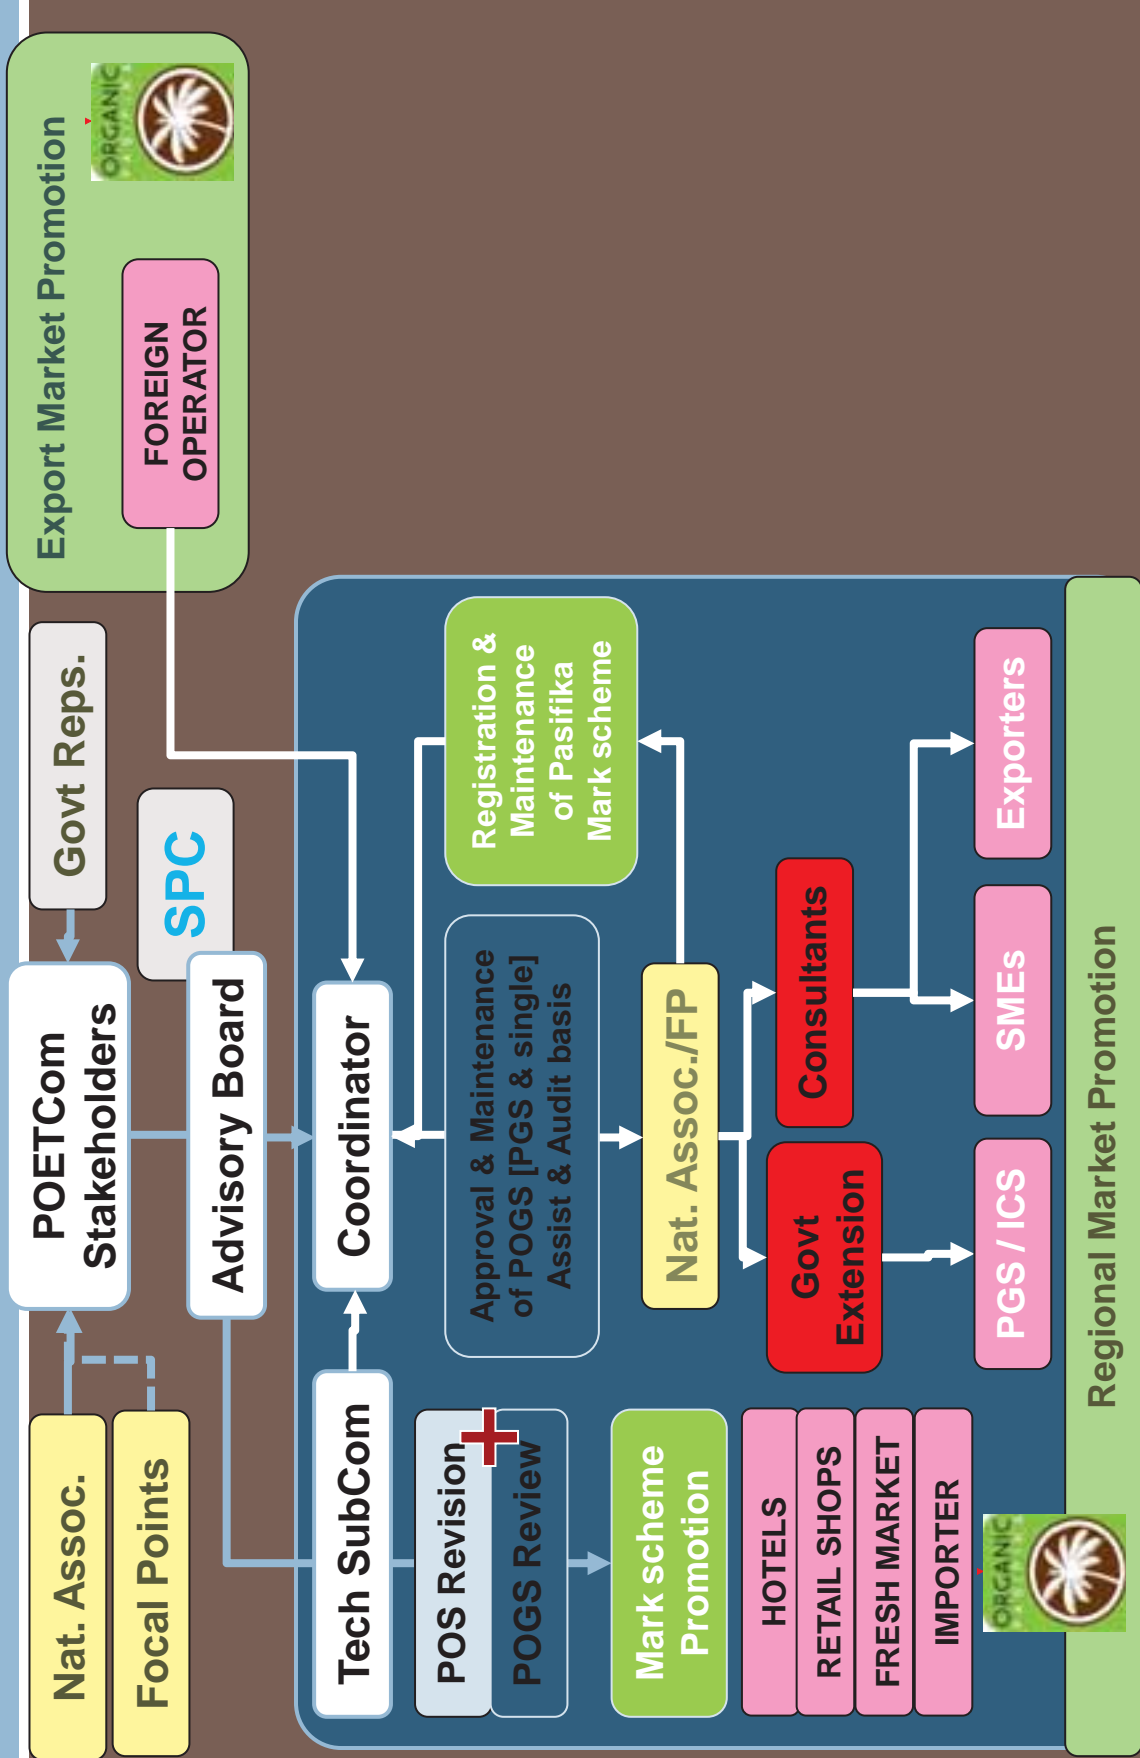 Nat. Assoc.
Focal Points
POETCom
Stakeholders
Govt Reps.
SPC
Advisory Board
Export Market Promotion
FOREIGN
OPERATOR
ORGANIC
Tech SubCom
Coordinator
POS Revision
POGS Review
Approval & Maintenance
of POGS [PGS & single]
Assist & Audit basis
Registration &
Maintenance
of Pasifika
Mark scheme
Mark scheme
Promotion
Nat. Assoc./FP
Govt
Extension
Consultants
HOTELS
RETAIL SHOPS
FRESH MARKET
IMPORTER
PGS / ICS
SMEs
Exporters
ORGANIC
Regional Market Promotion